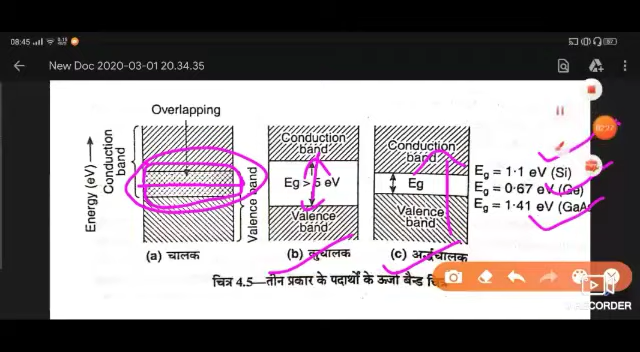 08:45
New Doc 2020-03-01 20.34.35
Overlapping
Energy (eV)
Conduction band
Valence band
Conduction band
Eg > 5 eV
Valence band
Conduction band
Eg
Valence band
Eg = 1·1 eV (Si)
Eg = 0·67 eV (Ge)
Eg = 1·41 eV (GaA
(a) चालक
(b) कुचालक
(c) अर्द्धचालक
चित्र 4.5—तीन प्रकार के पदार्थों के ऊर्जा बैन्ड
RECORDER